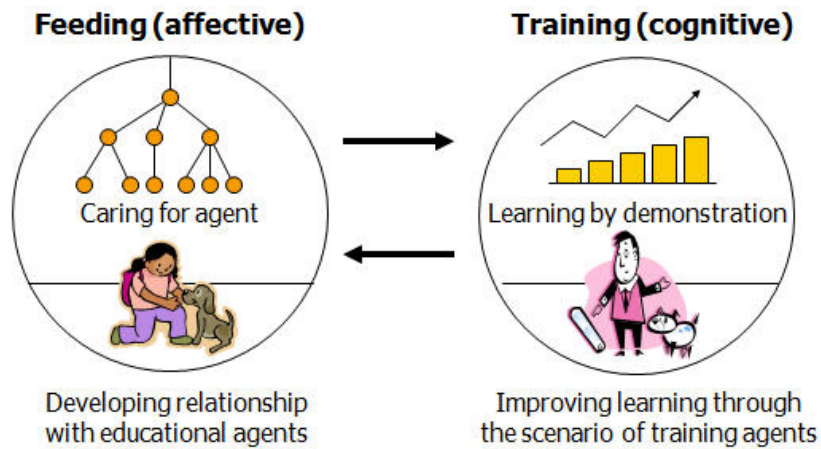 Feeding (affective)
Training (cognitive)
Caring for agent
Learning by demonstration
Developing relationship
with educational agents
Improving learning through
the scenario of training agents